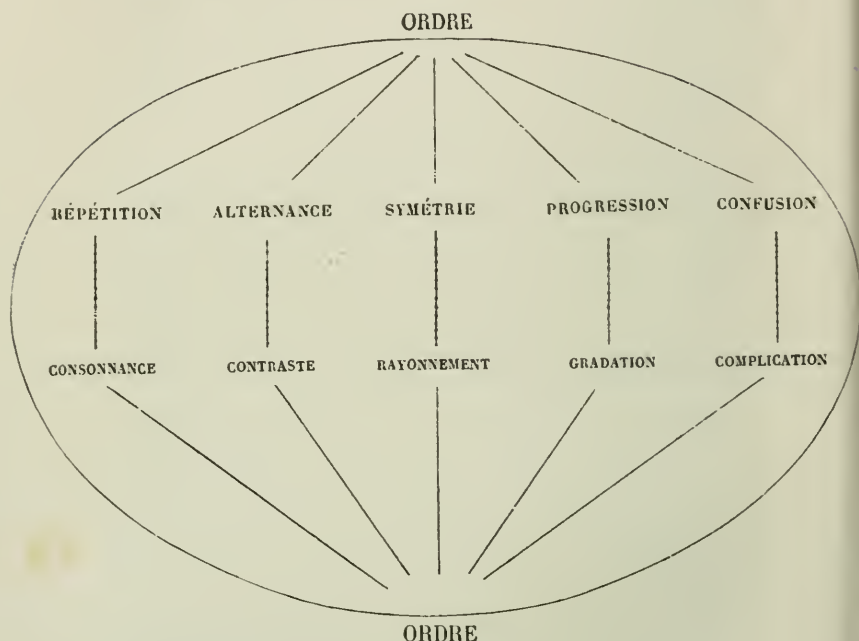 ORDRE
RÉPÉTITION ALTERNANCE SYMÉTRIE PROGRESSION CONFUSION
CONSONNANCE CONTRASTE RAYONNEMENT GRADATION COMPLICATION
ORDRE